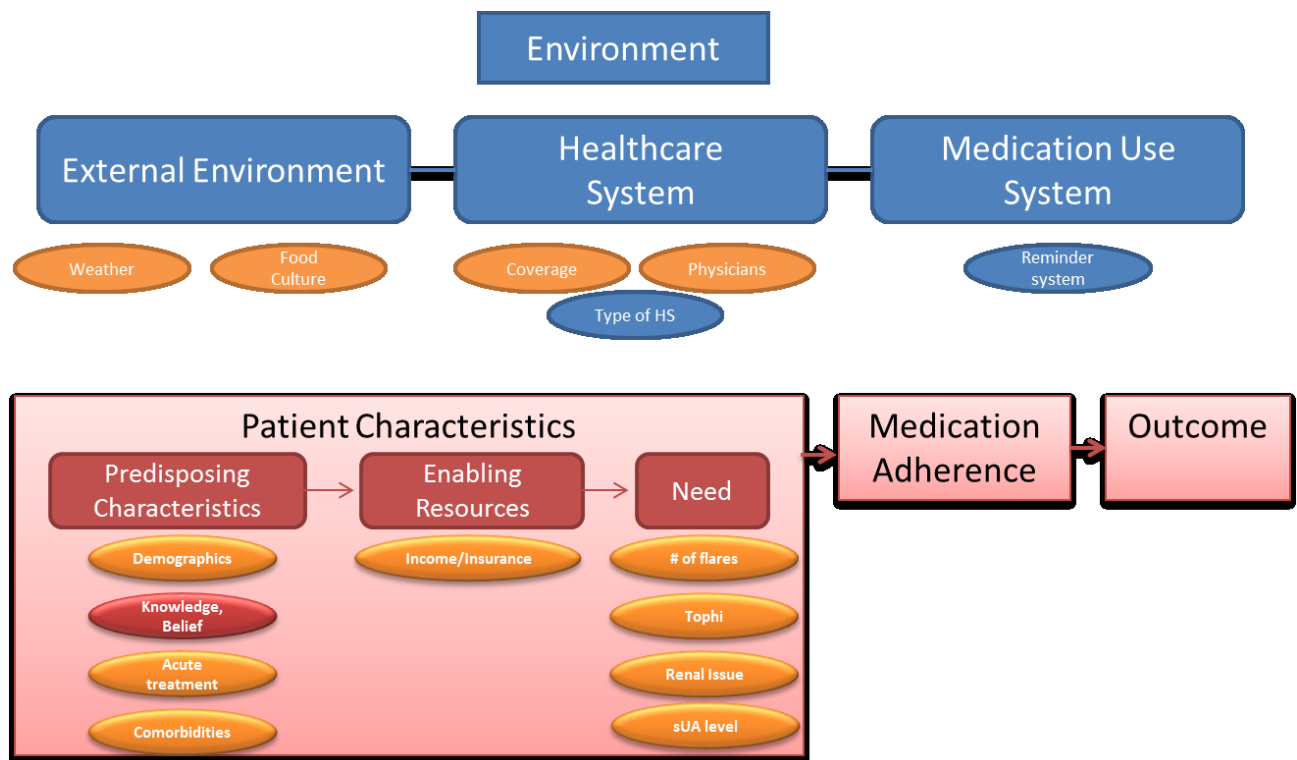 Environment
External Environment
Healthcare
System
Medication Use
System
Weather
Food
Culture
Coverage
Physicians
Type of HS
Reminder
system
Patient Characteristics
Predisposing
Characteristics
Demographics
Knowledge,
Belief
Acute
treatment
Comorbidities
Enabling
Resources
Income/Insurance
Need
# of flares
Tophi
Renal Issue
sUA level
Medication
Adherence
Outcome